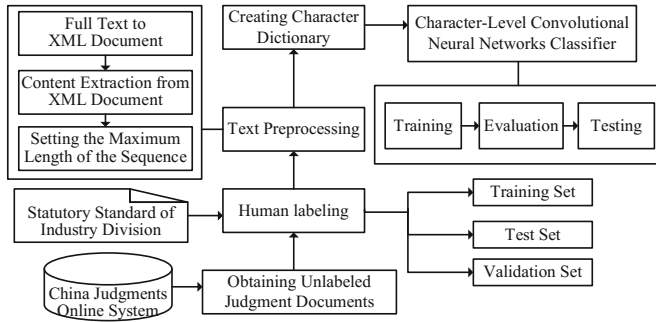 Full Text to
XML Document
Content Extraction from
XML Document
Setting the Maximum
Length of the Sequence
Creating Character
Dictionary
Character-Level Convolutional
Neural Networks Classifier
Text Preprocessing
Training
Evaluation
Testing
Statutory Standard of
Industry Division
Human labeling
Training Set
Test Set
Validation Set
China Judgments
Online System
Obtaining Unlabeled
Judgment Documents